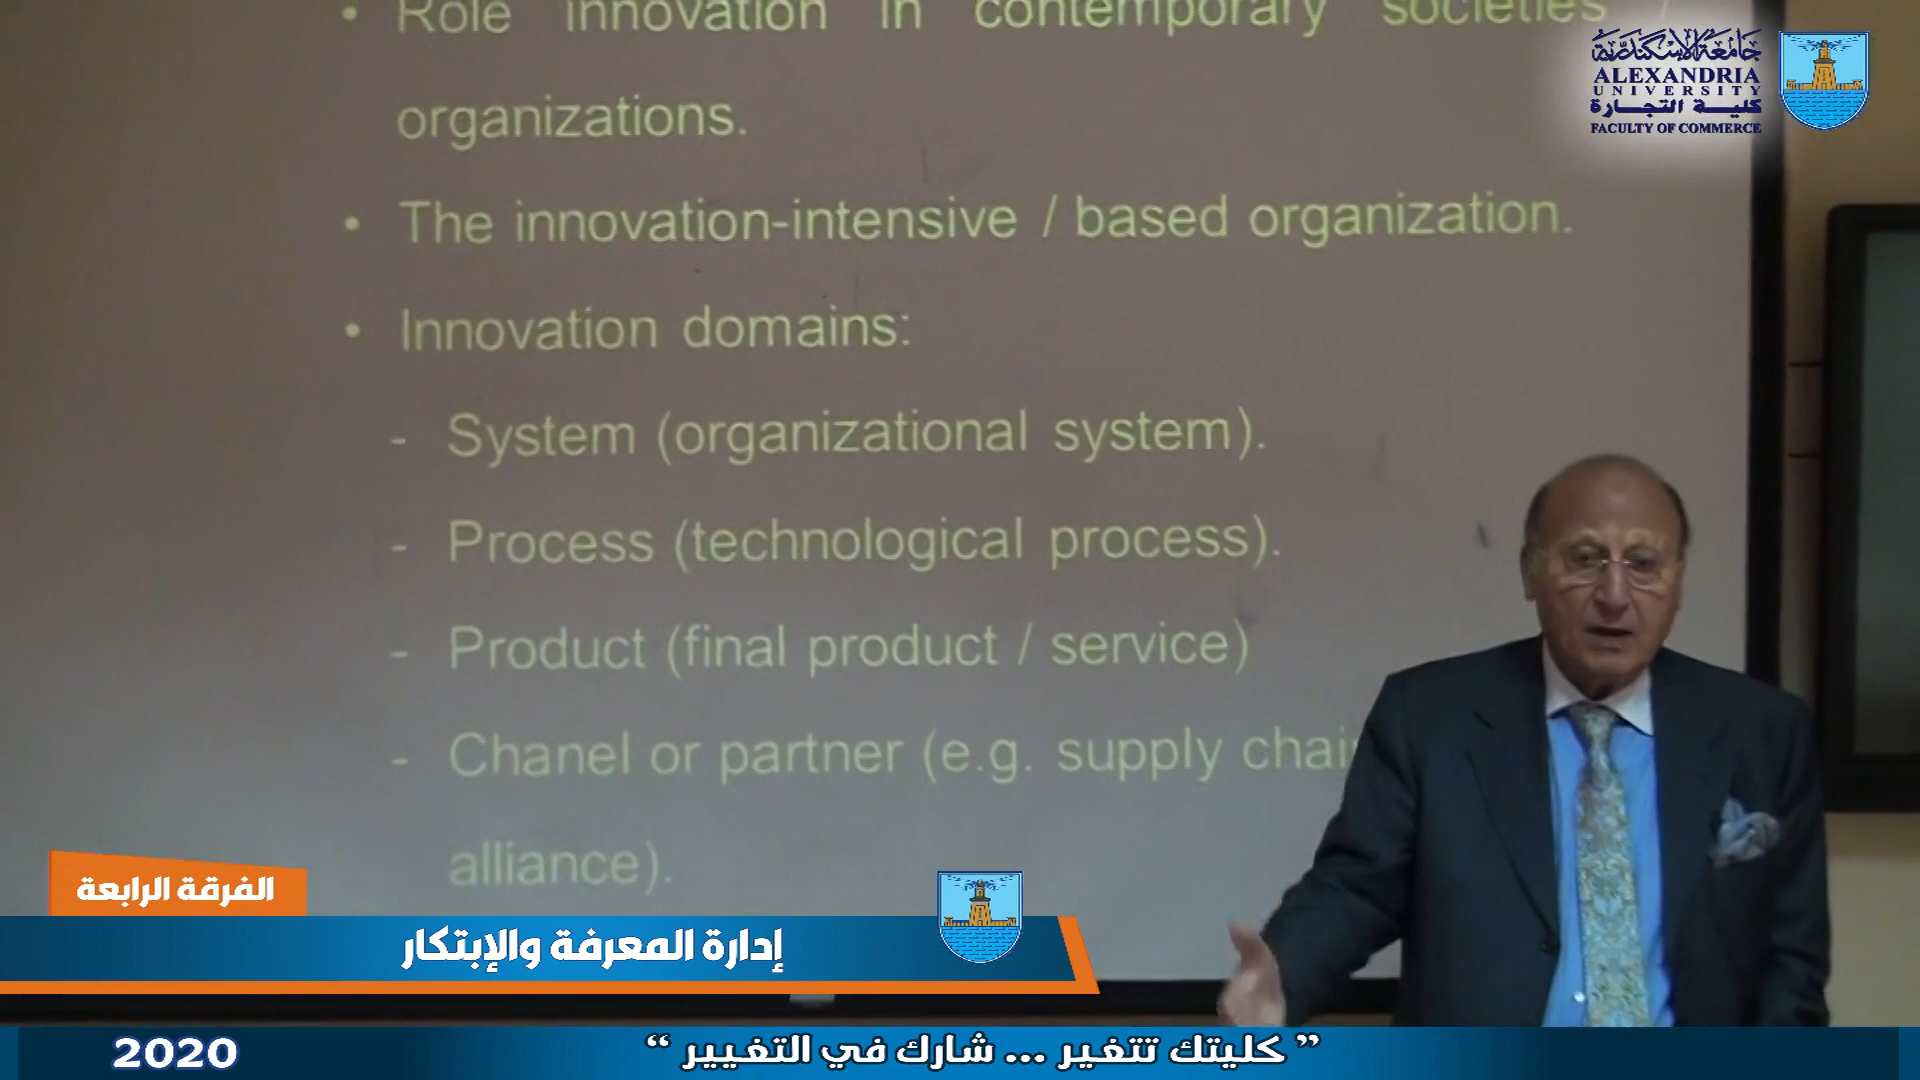 • Role innovation in contemporary societies /
organizations.
• The innovation-intensive / based organization.
• Innovation domains:
- System (organizational system).
- Process (technological process).
- Product (final product / service)
- Chanel or partner (e.g. supply chain
alliance).
جامعة الإسكندرية
ALEXANDRIA
UNIVERSITY
كلية التجارة
FACULTY OF COMMERCE
الفرقة الرابعة
إدارة المعرفة والإبتكار
2020
” كليتك تتغير ... شارك في التغيير “